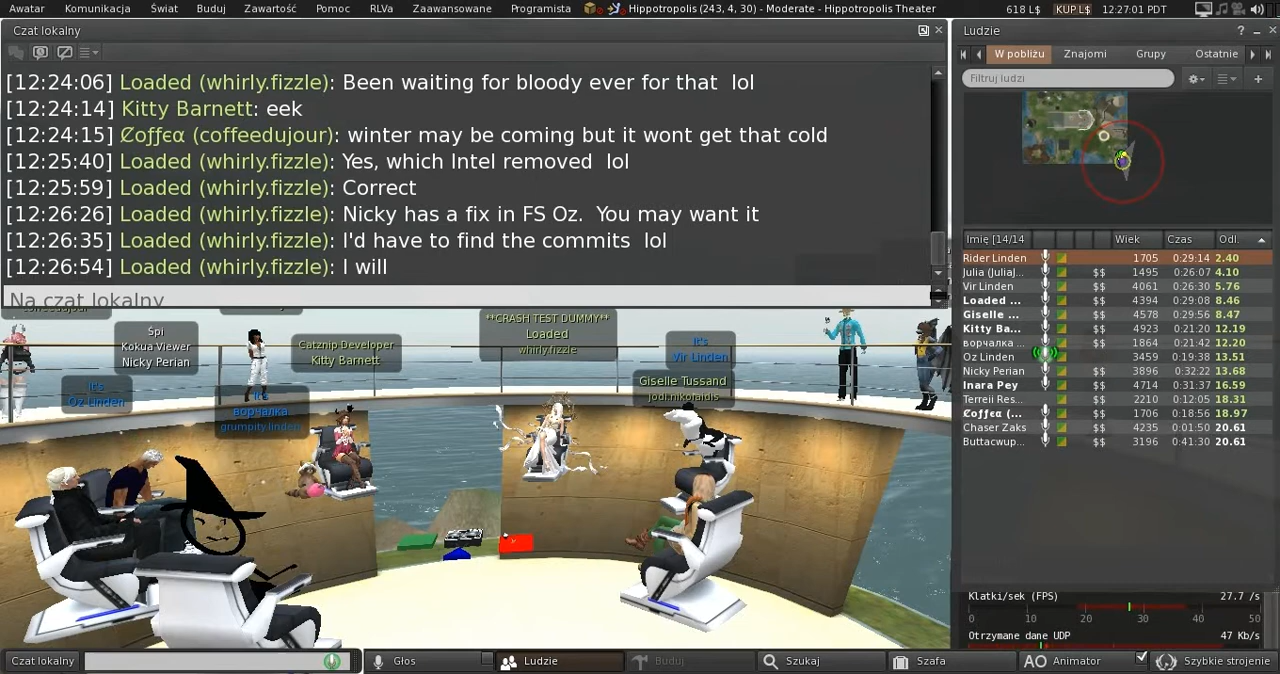 Awatar Komunikacja Świat Buduj Zawartość Pomoc RLVa Zaawansowane Programista Hippotropolis (243, 4, 30) - Moderate - Hippotropolis Theater 618 L$ KUP L$ 12:27:01 PDT
Czat lokalny
[12:24:06] Loaded (whirly.fizzle): Been waiting for bloody ever for that  lol
[12:24:14] Kitty Barnett: eek
[12:24:15] Ȼσƒƒєα (coffeedujour): winter may be coming but it wont get that cold
[12:25:40] Loaded (whirly.fizzle): Yes, which Intel removed  lol
[12:25:59] Loaded (whirly.fizzle): Correct
[12:26:26] Loaded (whirly.fizzle): Nicky has a fix in FS Oz.  You may want it
[12:26:35] Loaded (whirly.fizzle): I'd have to find the commits  lol
[12:26:54] Loaded (whirly.fizzle): I will
Na czat lokalny
Śpi
Kokua Viewer
Nicky Perian
Catznip Developer
Kitty Barnett
**CRASH TEST DUMMY**
Loaded
whirly.fizzle
It's
Vir Linden
Giselle Tussand
jodi.nikolaidis
It's
Oz Linden
It's
ворчалка
grumpity.linden
Ludzie
W pobliżu Znajomi Grupy Ostatnie
Filtruj ludzi
Imię [14/14 Wiek Czas Odl.
Rider Linden 1705 0:29:14 2.40
Julia (JuliaJ... $$ 1495 0:26:07 4.10
Vir Linden $$ 4061 0:26:30 5.76
Loaded ... $$ 4394 0:29:08 8.46
Giselle ... $$ 4578 0:29:56 8.47
Kitty Ba... $$ 4923 0:21:20 12.19
ворчалка ... $$ 1864 0:21:42 12.20
Oz Linden 3459 0:19:38 13.51
Nicky Perian $$ 3896 0:32:22 13.68
Inara Pey $$ 4714 0:31:37 16.59
Terreii Res... $$ 2210 0:12:05 18.31
Ȼσƒƒєα (... $$ 1706 0:18:56 18.97
Chaser Zaks $$ 4235 0:01:50 20.61
Buttacwup... $$ 3196 0:41:30 20.61
Klatki/sek (FPS) 27.7 /s
0 10 20 30 40 50
Otrzymane dane UDP 47 Kb/s
Czat lokalny Głos Ludzie Buduj Szukaj Szafa AO Animator Szybkie strojenie